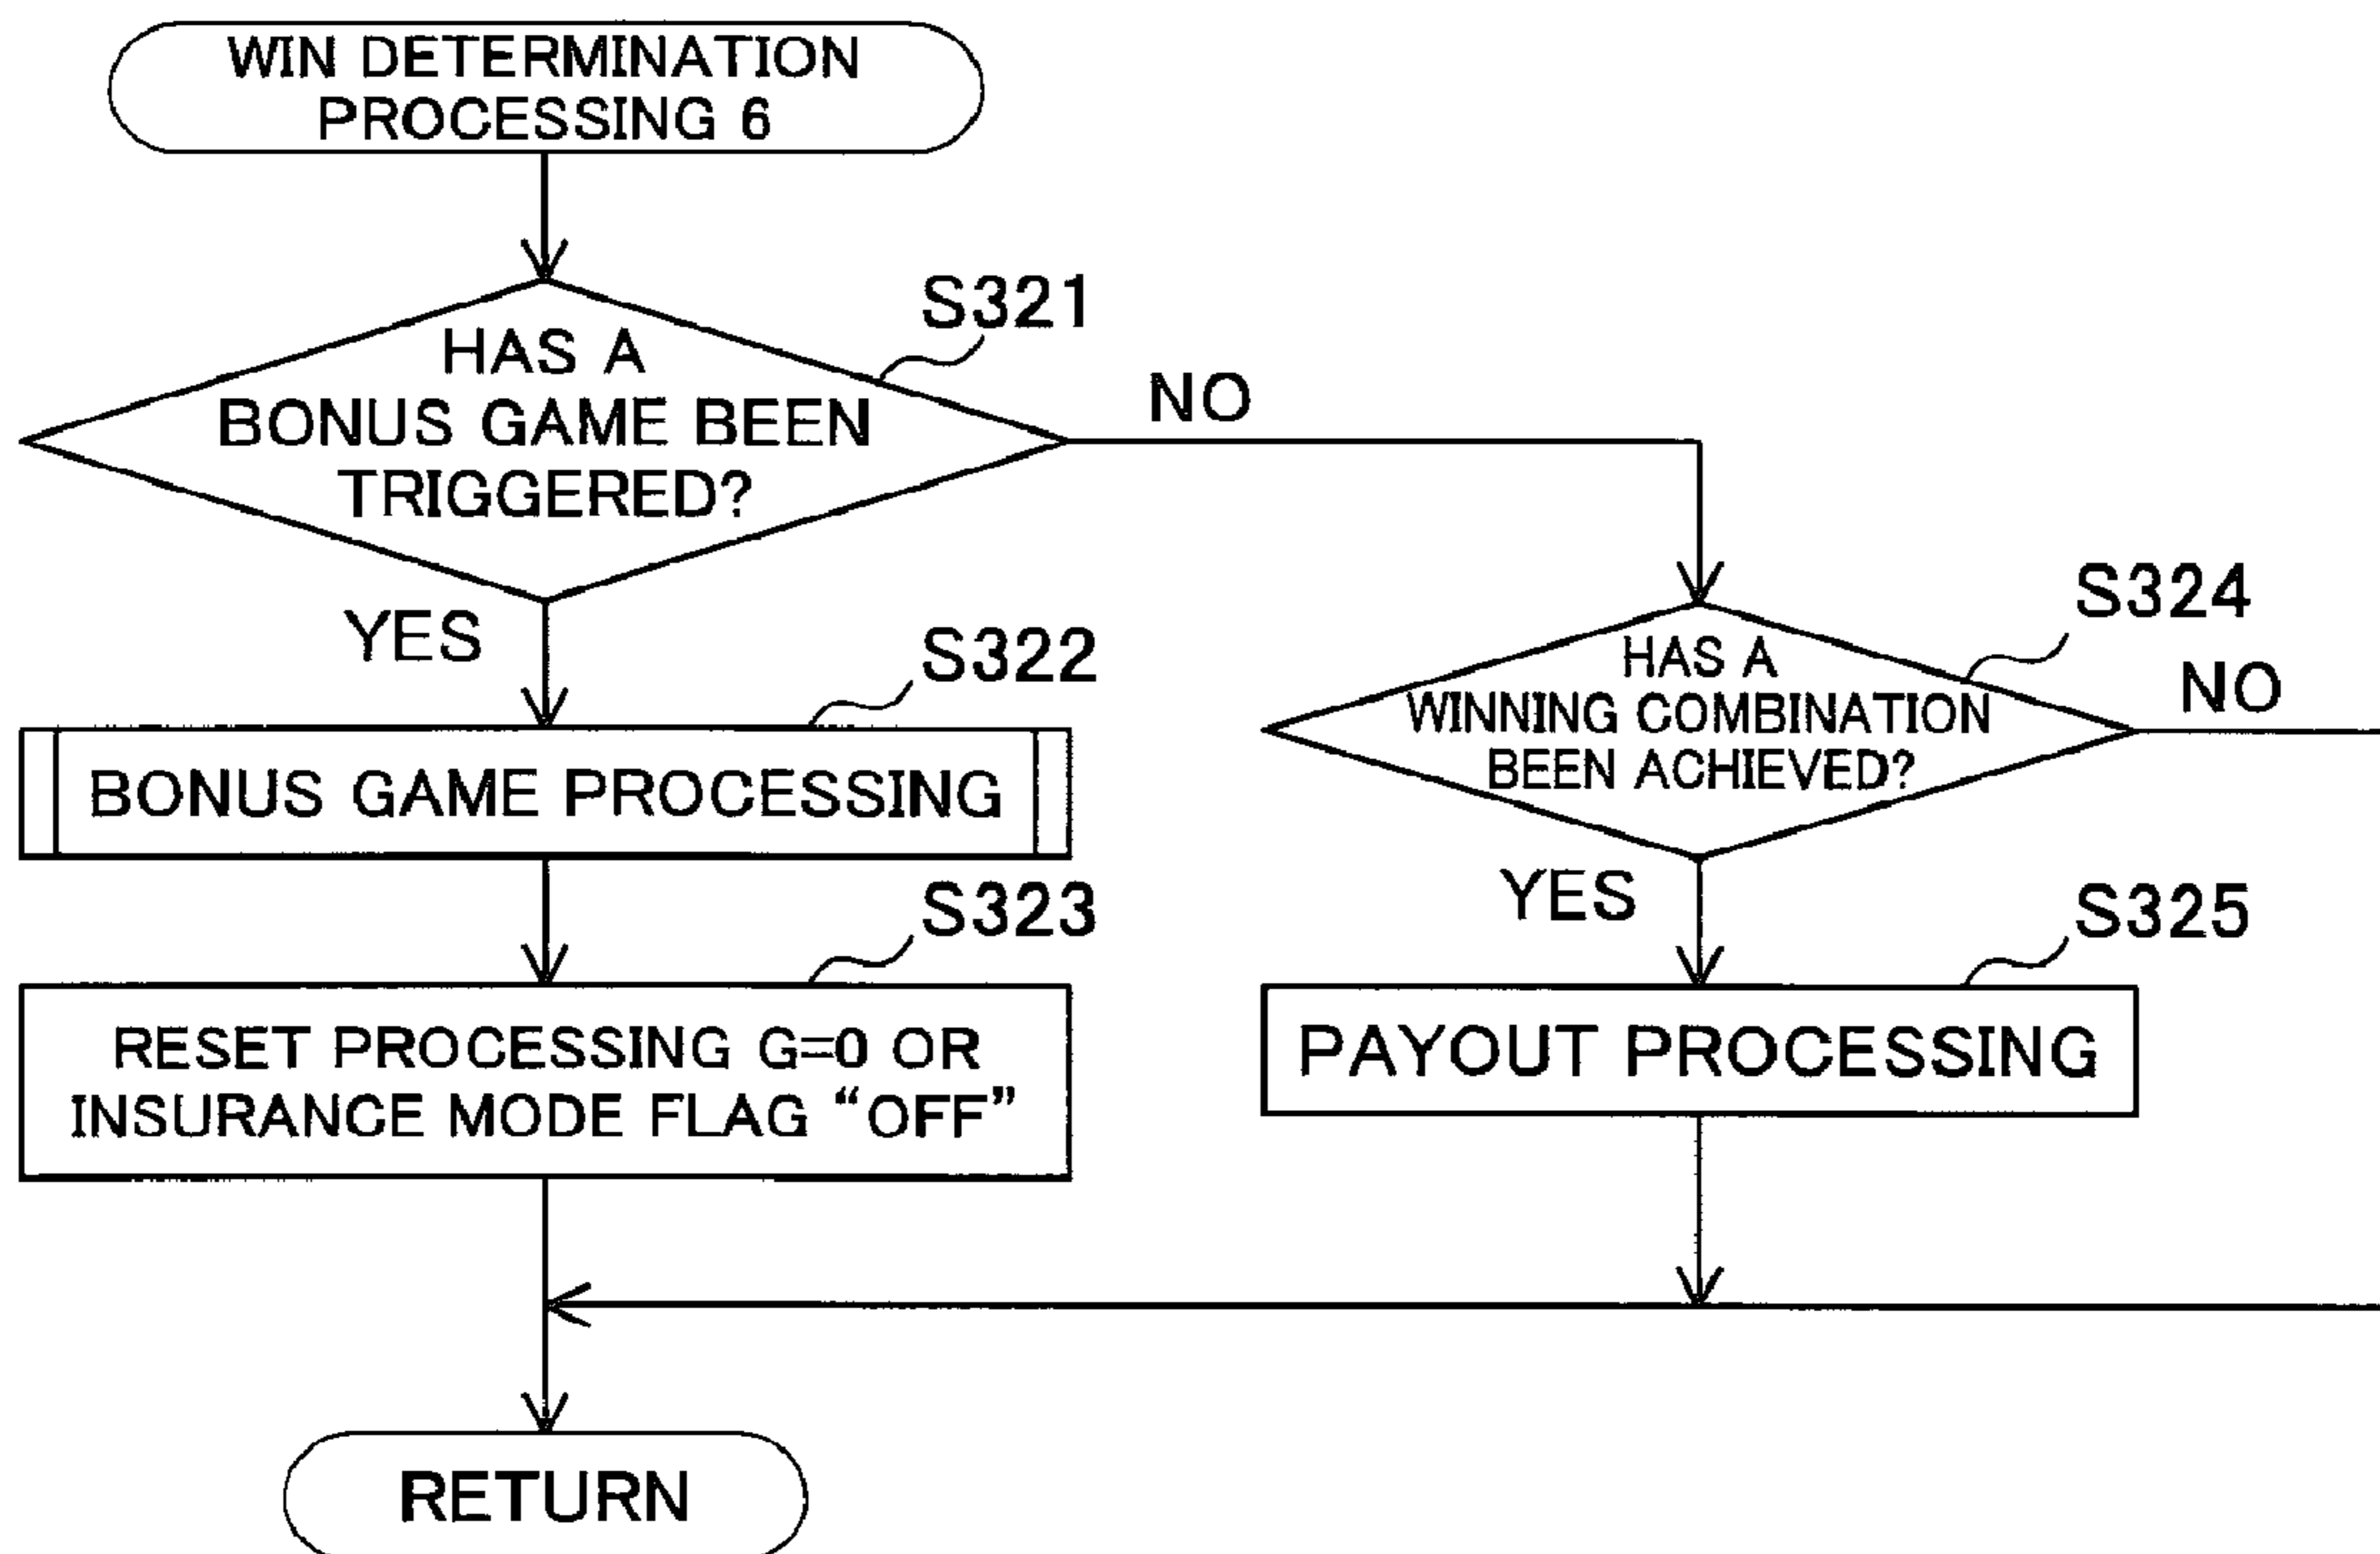 WIN DETERMINATION
PROCESSING 6
S321
HAS A
BONUS GAME BEEN
TRIGGERED?
NO
YES
S322
BONUS GAME PROCESSING
S323
RESET PROCESSING G=0 OR
INSURANCE MODE FLAG “OFF”
S324
HAS A
WINNING COMBINATION
BEEN ACHIEVED?
NO
YES
S325
PAYOUT PROCESSING
RETURN